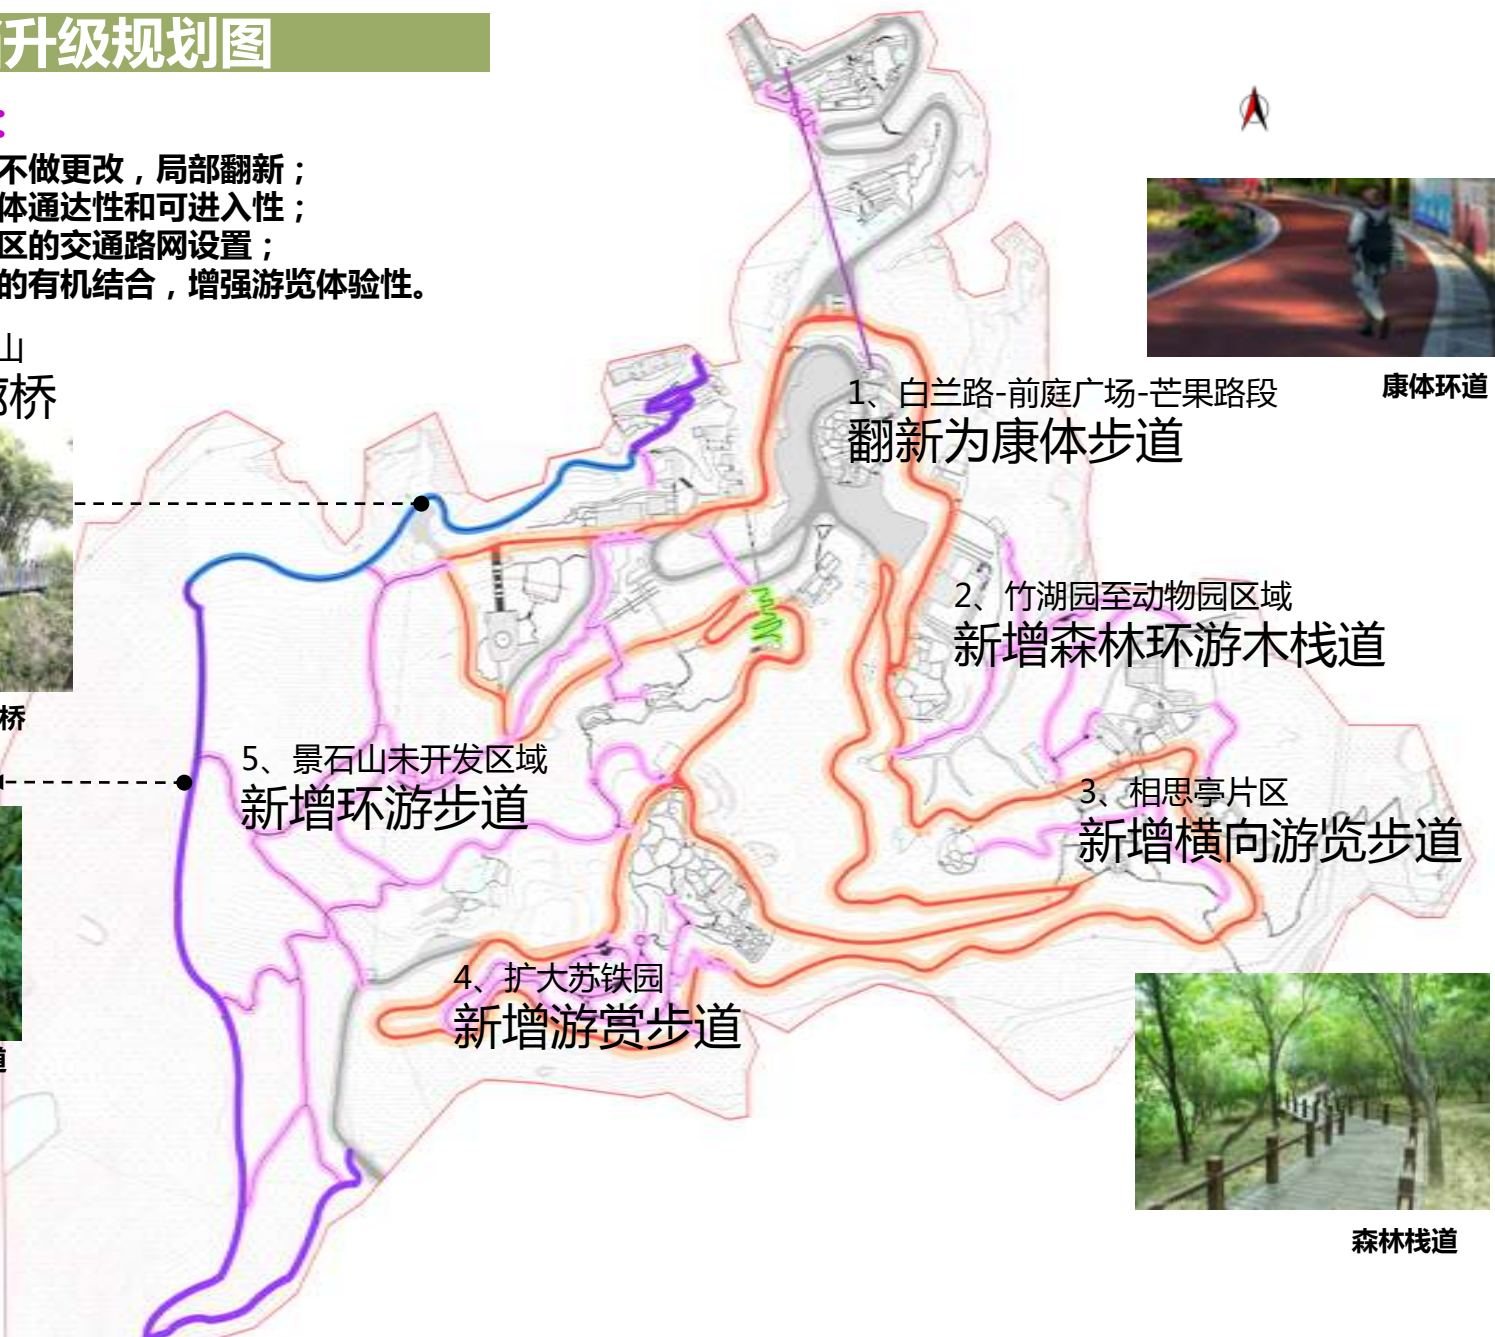 升级规划图
：
不做更改，局部翻新；
体通达性和可进入性；
区的交通路网设置；
的有机结合，增强游览体验性。
山
桥
桥
1、白兰路-前庭广场-芒果路段
翻新为康体步道
康体环道
2、竹湖园至动物园区域
新增森林环游木栈道
3、相思亭片区
新增横向游览步道
5、景石山未开发区域
新增环游步道
4、扩大苏铁园
新增游赏步道
道
森林栈道